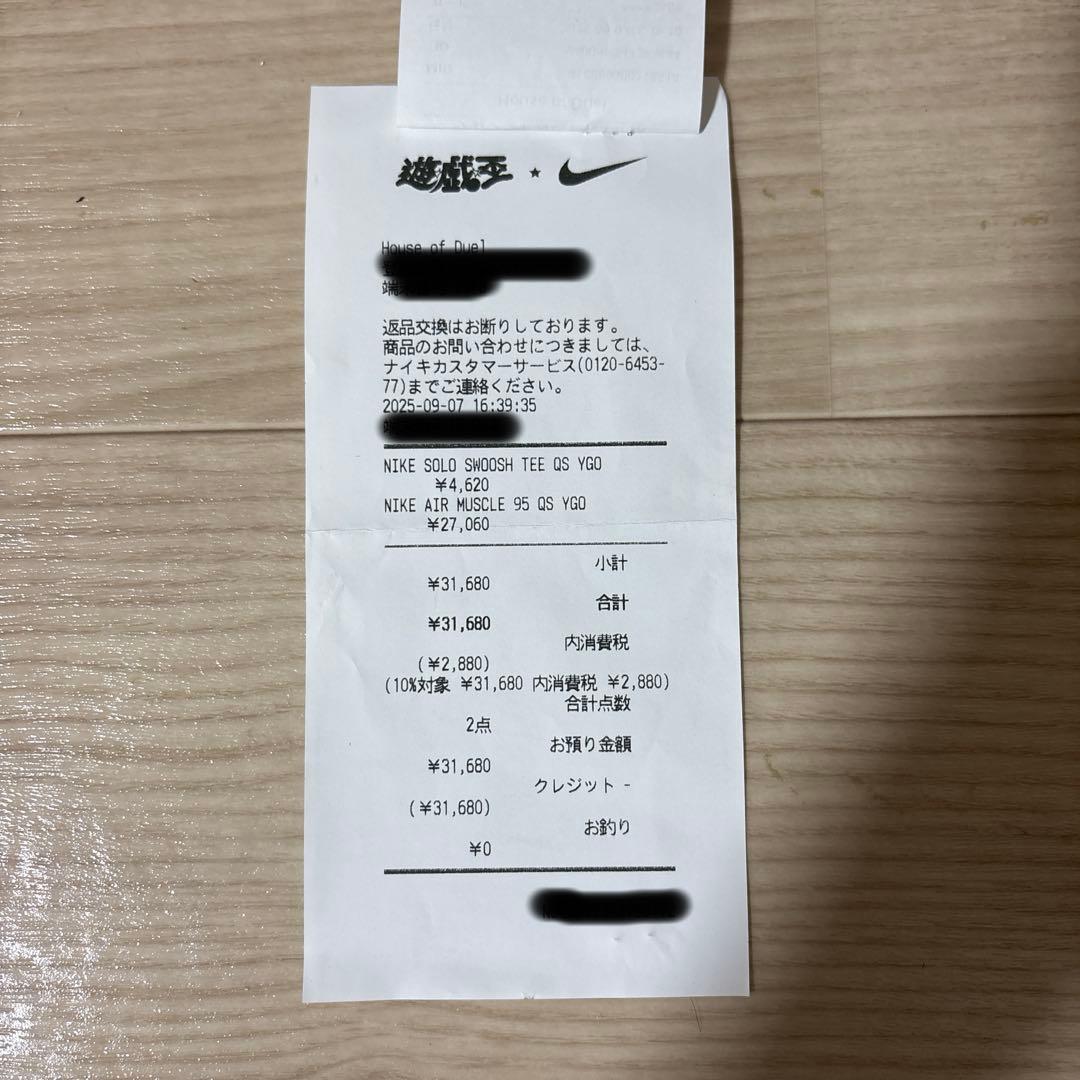 House of Duel
遊戯王 ★
House of Duel
端
返品交換はお断りしております。
商品のお問い合わせにつきましては、
ナイキカスタマーサービス(0120-6453-
77)までご連絡ください。
2025-09-07 16:39:35
NIKE SOLO SWOOSH TEE QS YGO
¥4,620
NIKE AIR MUSCLE 95 QS YGO
¥27,060
小計
¥31,680
合計
¥31,680
内消費税
(¥2,880)
(10%対象 ¥31,680 内消費税 ¥2,880)
合計点数
2点
お預り金額
¥31,680
クレジット -
(¥31,680)
お釣り
¥0